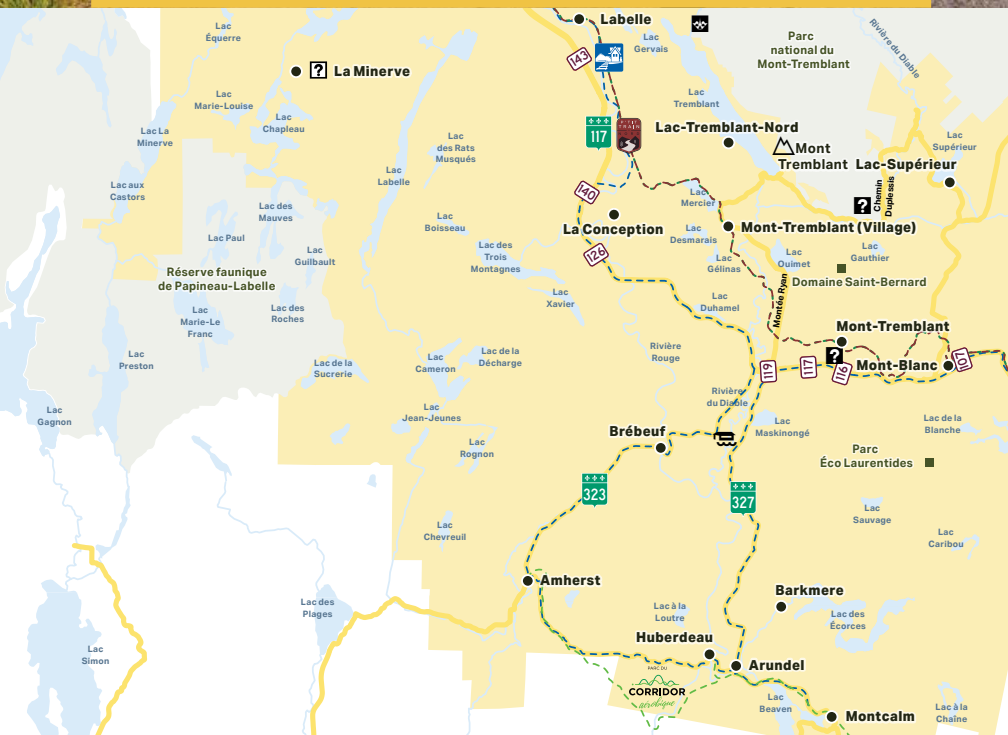 Labelle
Lac
Équerre
Lac
Gervais
Parc
national du
Mont-Tremblant
Rivière du Diable
143
?
La Minerve
Lac
Marie-Louise
Lac
Chapleau
Lac
Tremblant
Lac La
Minerve
Lac
des Rats
Musqués
117
P'TIT
TRAIN
Lac-Tremblant-Nord
Mont
Tremblant
Lac-Supérieur
Lac
Supérieur
Lac
Labelle
Lac aux
Castors
140
Lac
Mercier
?
Chemin
Duplessis
Lac des
Mauves
La Conception
Lac
Boisseau
Mont-Tremblant (Village)
Lac Paul
Lac
Guilbault
Lac des
Trois
Montagnes
126
Lac
Desmarais
Lac
Gélinas
Lac
Ouimet
Lac
Gauthier
Réserve faunique
de Papineau-Labelle
Domaine Saint-Bernard
Montée Ryan
Lac
Xavier
Lac
Duhamel
Lac des
Roches
Lac
Marie-Le
Franc
Mont-Tremblant
Lac
Preston
Lac de la
Sucrerie
Lac
Cameron
Lac de la
Décharge
Rivière
Rouge
119
117
?
116
Mont-Blanc
107
Rivière
du Diable
Lac
Gagnon
Lac
Jean-Jeunes
Lac
Rognon
Brébeuf
Lac
Maskinongé
Lac de la
Blanche
Parc
Éco Laurentides
323
327
Lac
Sauvage
Lac
Chevreuil
Lac
Caribou
Amherst
Barkmere
Lac des
Plages
Lac à la
Loutre
Lac des
Écorces
Lac
Simon
Huberdeau
Arundel
PARC DU
CORRIDOR
aérobique
Lac
Beaven
Montcalm
Lac à la
Chaîne